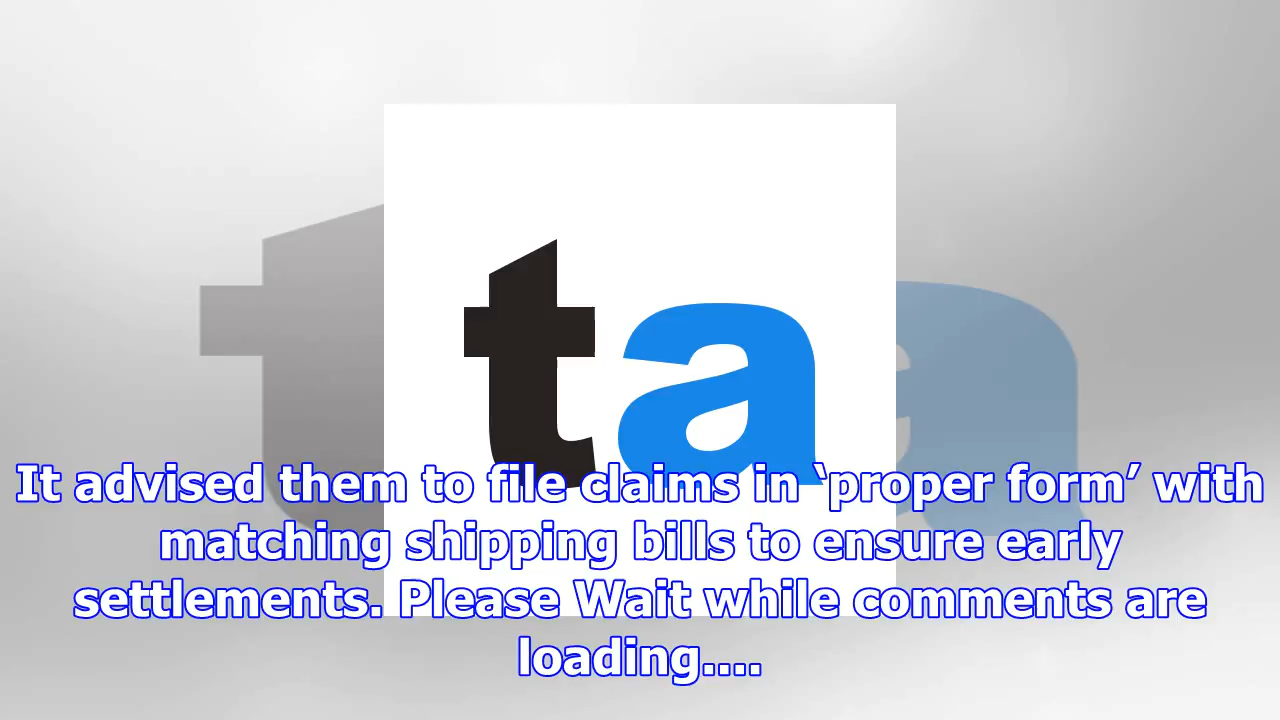 ta
It advised them to file claims in ‘proper form’ with
matching shipping bills to ensure early
settlements. Please Wait while comments are
loading....